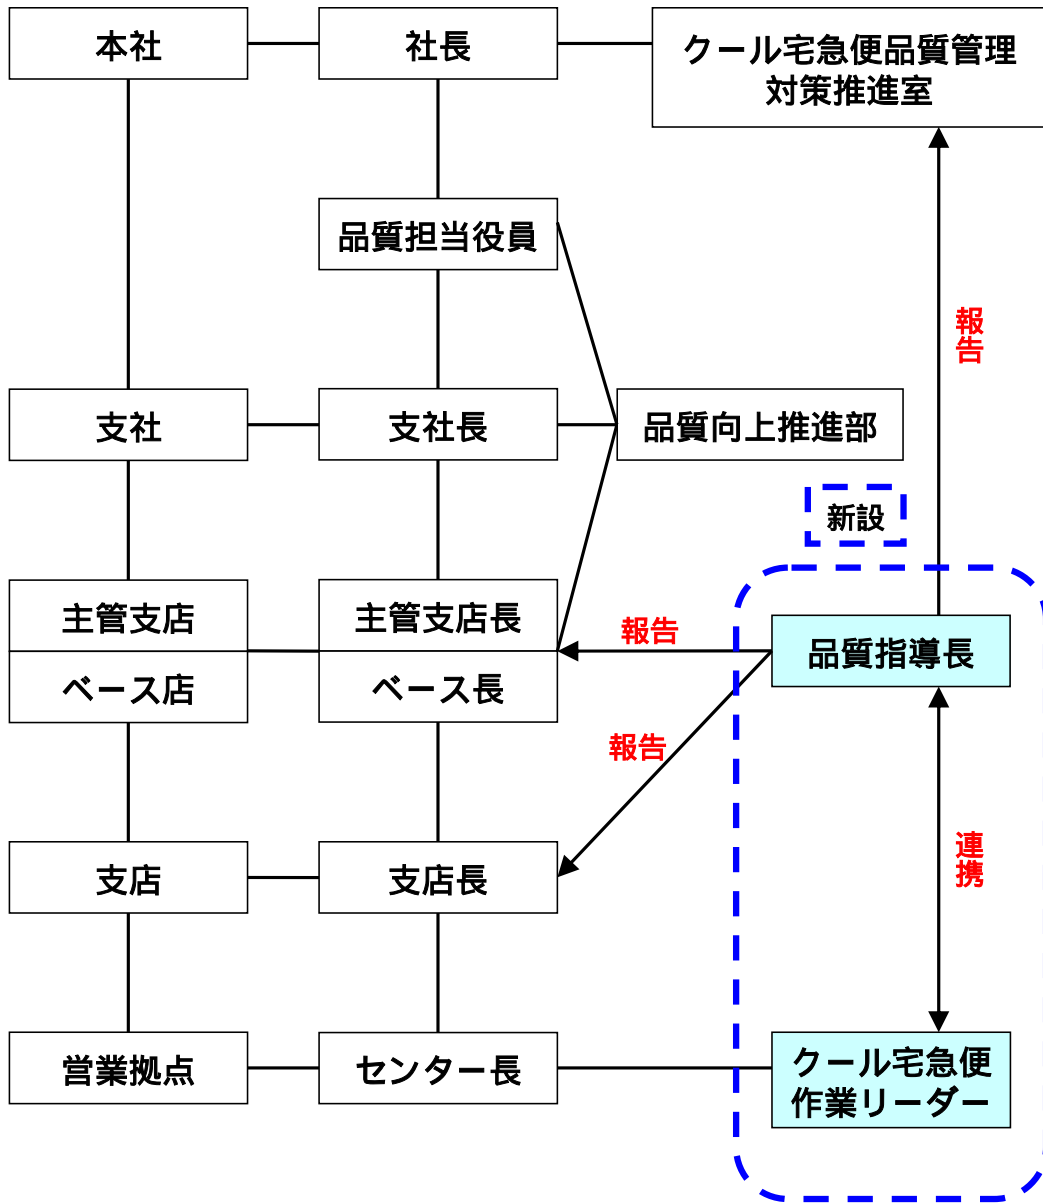 本社
社長
クール宅急便品質管理
対策推進室
品質担当役員
報告
支社
支社長
品質向上推進部
新設
主管支店
主管支店長
報告
品質指導長
ベース店
ベース長
報告
連携
支店
支店長
営業拠点
センター長
クール宅急便
作業リーダー